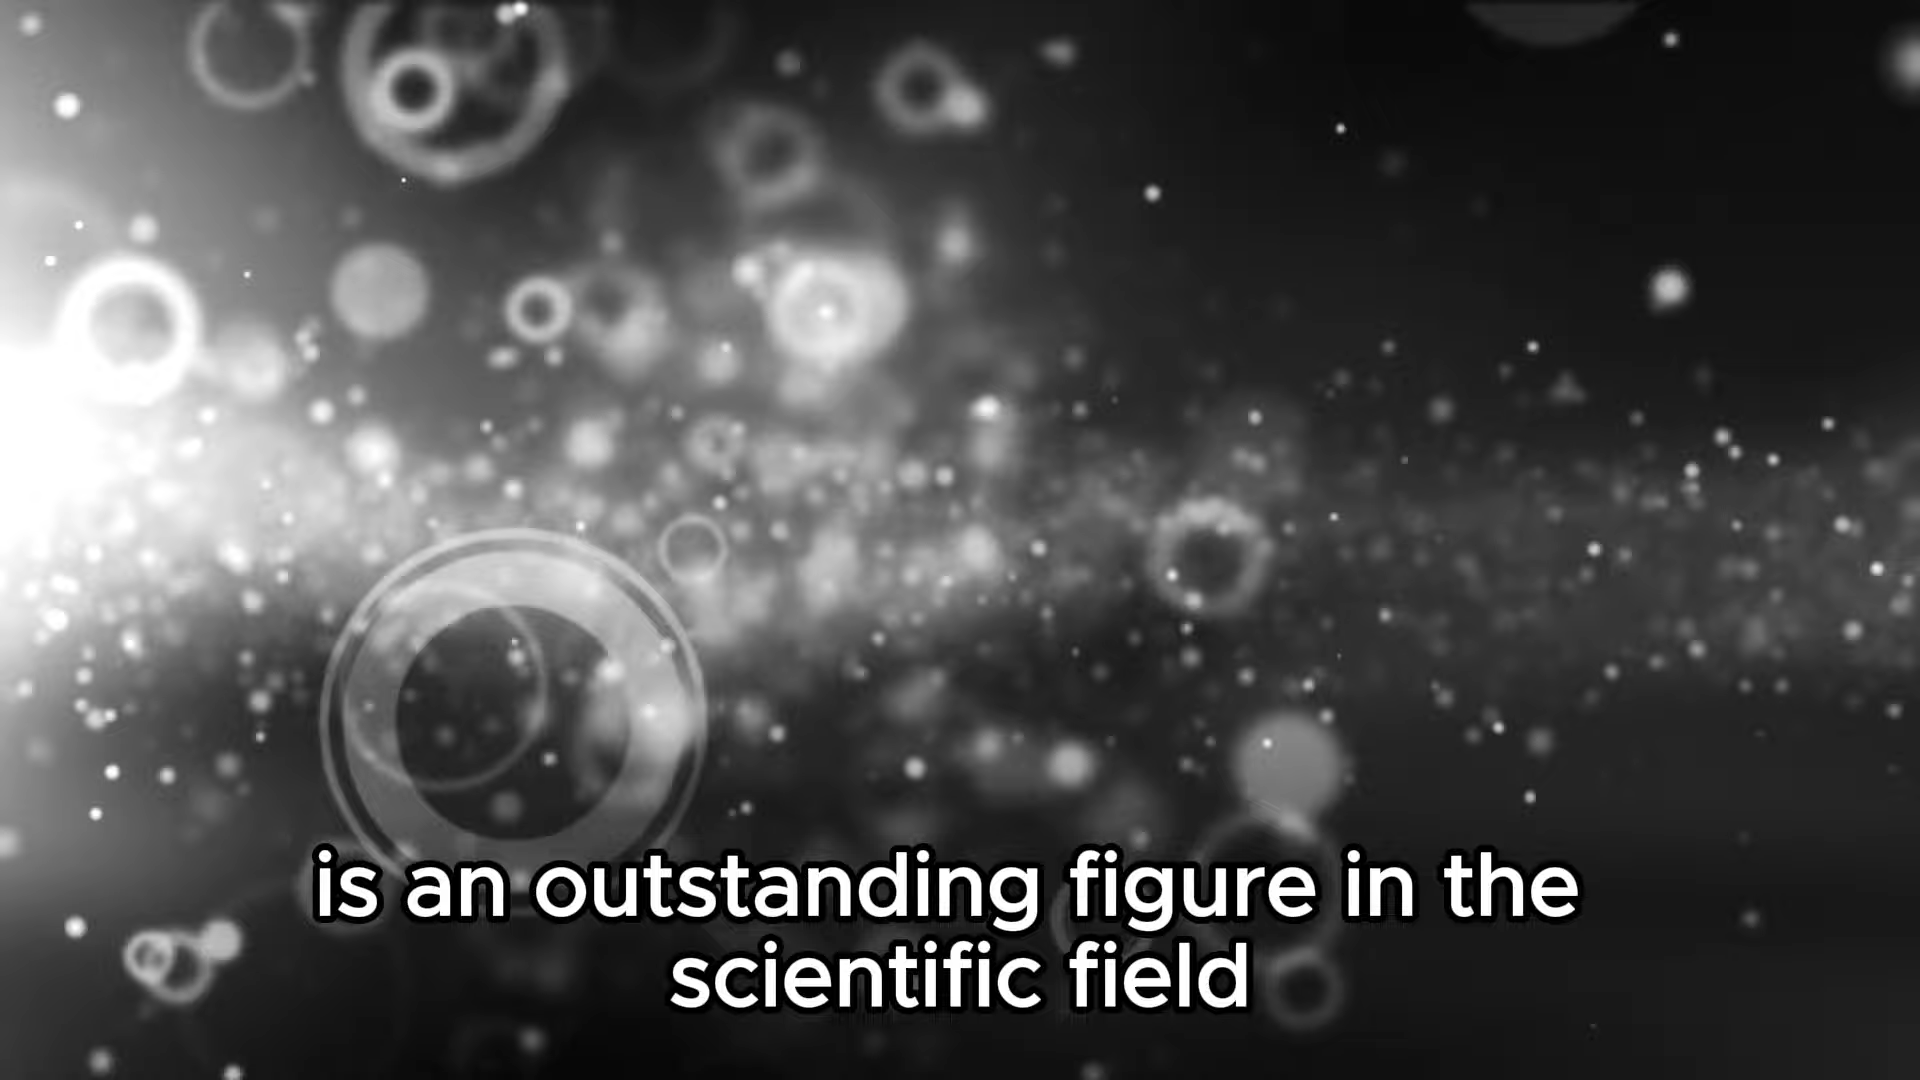 is an outstanding figure in the
scientific field